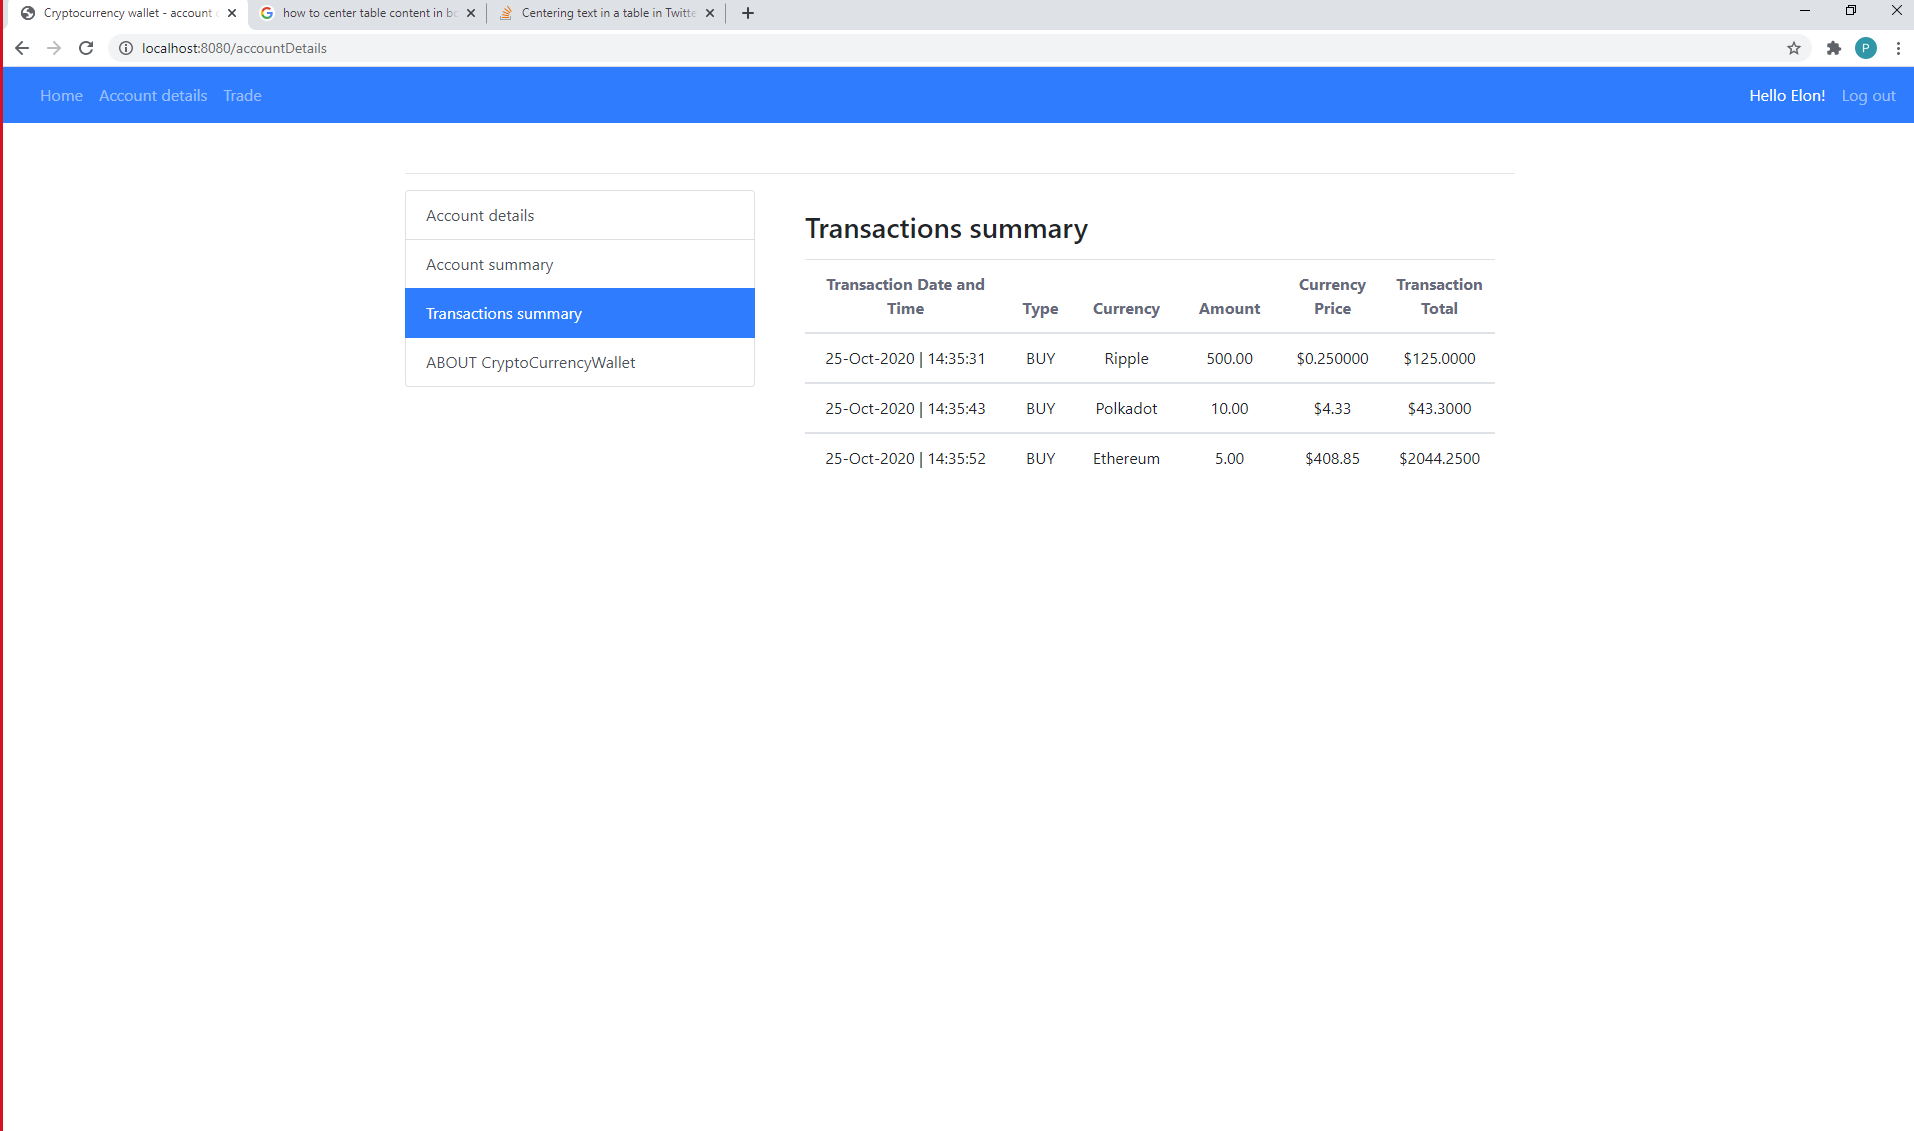 Cryptocurrency wallet - account
how to center table content in bo
Centering text in a table in Twitte
localhost:8080/accountDetails
P
Home Account details Trade Hello Elon! Log out
Account details
Account summary
Transactions summary
ABOUT CryptoCurrencyWallet
Transactions summary
Transaction Date and Time Type Currency Amount Currency Price Transaction Total
25-Oct-2020 | 14:35:31 BUY Ripple 500.00 $0.250000 $125.0000
25-Oct-2020 | 14:35:43 BUY Polkadot 10.00 $4.33 $43.3000
25-Oct-2020 | 14:35:52 BUY Ethereum 5.00 $408.85 $2044.2500